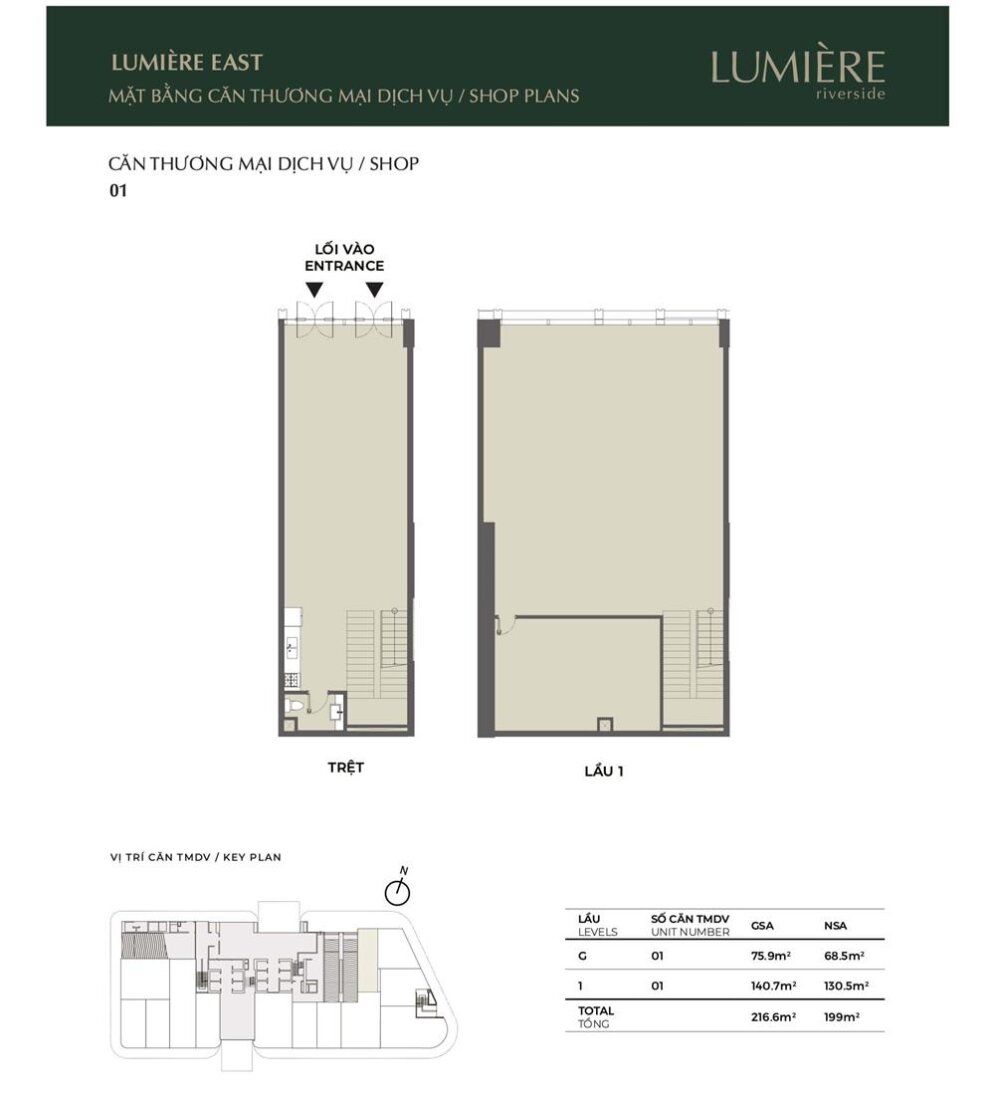 LUMIÈRE EAST
MẶT BẰNG CĂN THƯƠNG MẠI DỊCH VỤ / SHOP PLANS
LUMIÈRE
riverside
CĂN THƯƠNG MẠI DỊCH VỤ / SHOP
01
LỐI VÀO
ENTRANCE
TRỆT
LẦU 1
VỊ TRÍ CĂN TMDV / KEY PLAN
N
LẦU SỐ CĂN TMDV GSA NSA
LEVELS UNIT NUMBER
G 01 75.9m² 68.5m²
1 01 140.7m² 130.5m²
TOTAL 216.6m² 199m²
TỔNG